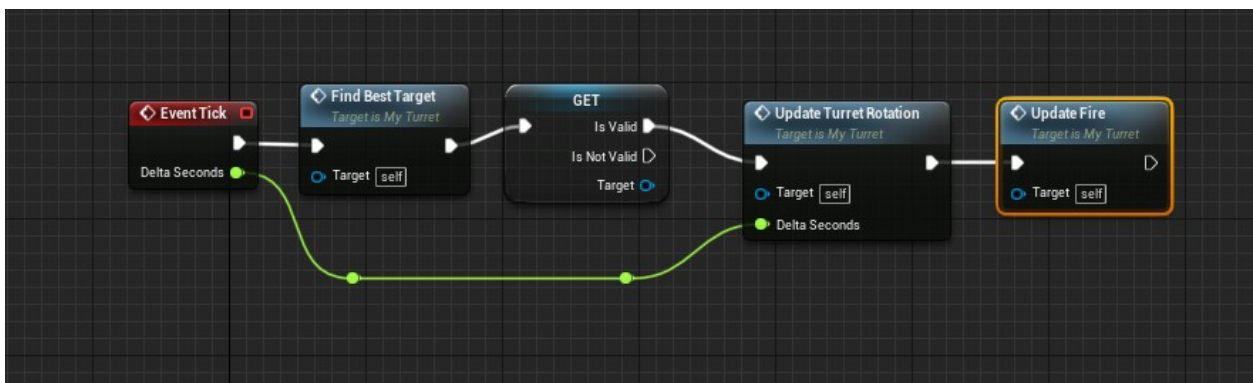 Event Tick
Delta Seconds
Find Best Target
Target is My Turret
Target self
GET
Is Valid
Is Not Valid
Target
Update Turret Rotation
Target is My Turret
Target self
Delta Seconds
Update Fire
Target is My Turret
Target self